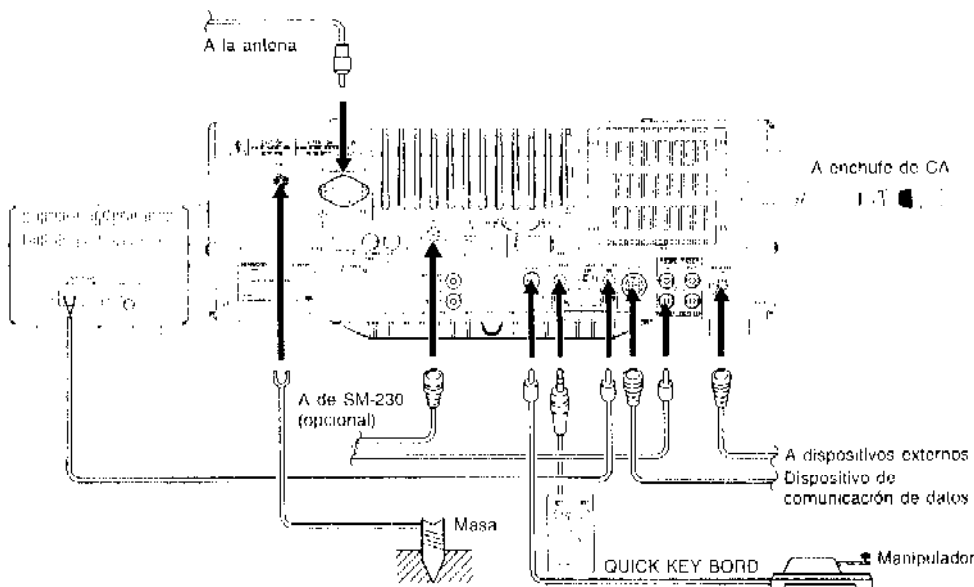 A la antena
A enchufe de CA
A de SM-230
(opcional)
A dispositivos externos
Dispositivo de
comunicación de datos
Masa
QUICK KEY BORD
Manipulador